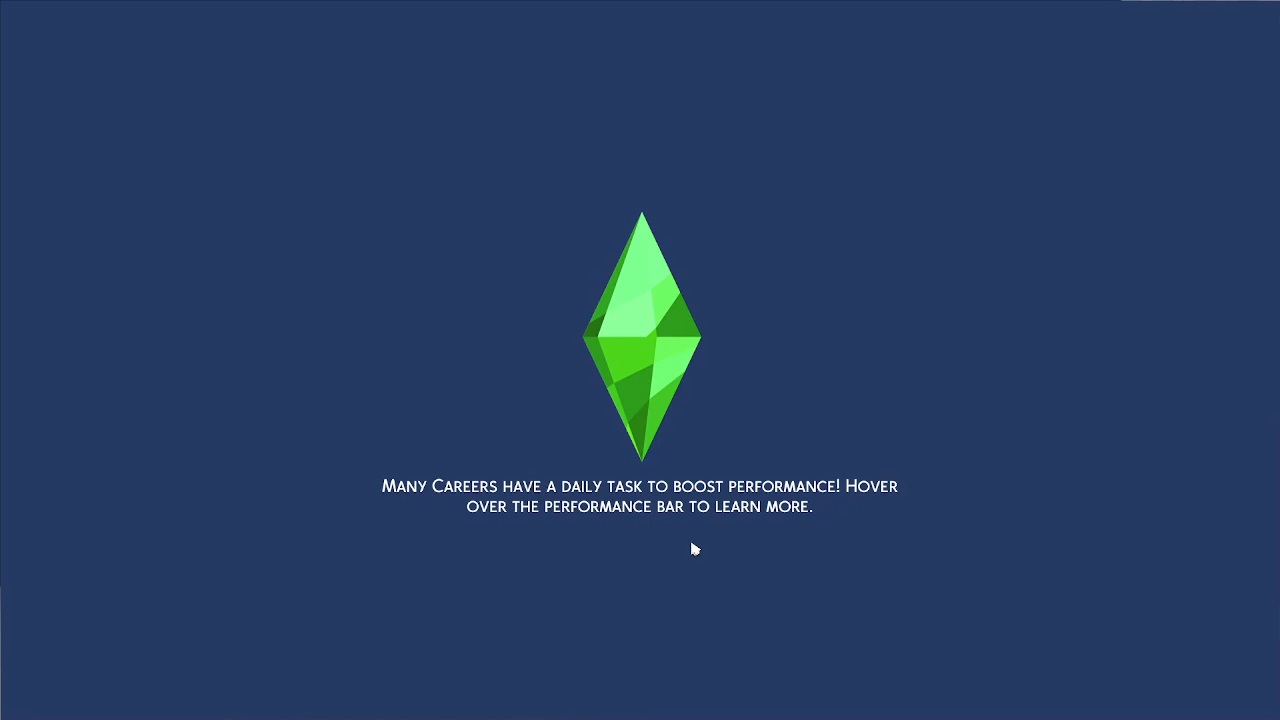 Many Careers have a daily task to boost performance! Hover
over the performance bar to learn more.